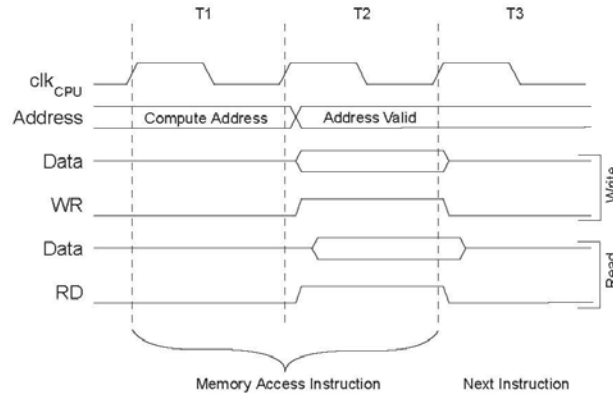 T1 T2 T3
clkCPU
Address Compute Address Address Valid
Data
WR
Write
Data
RD
Read
Memory Access Instruction Next Instruction